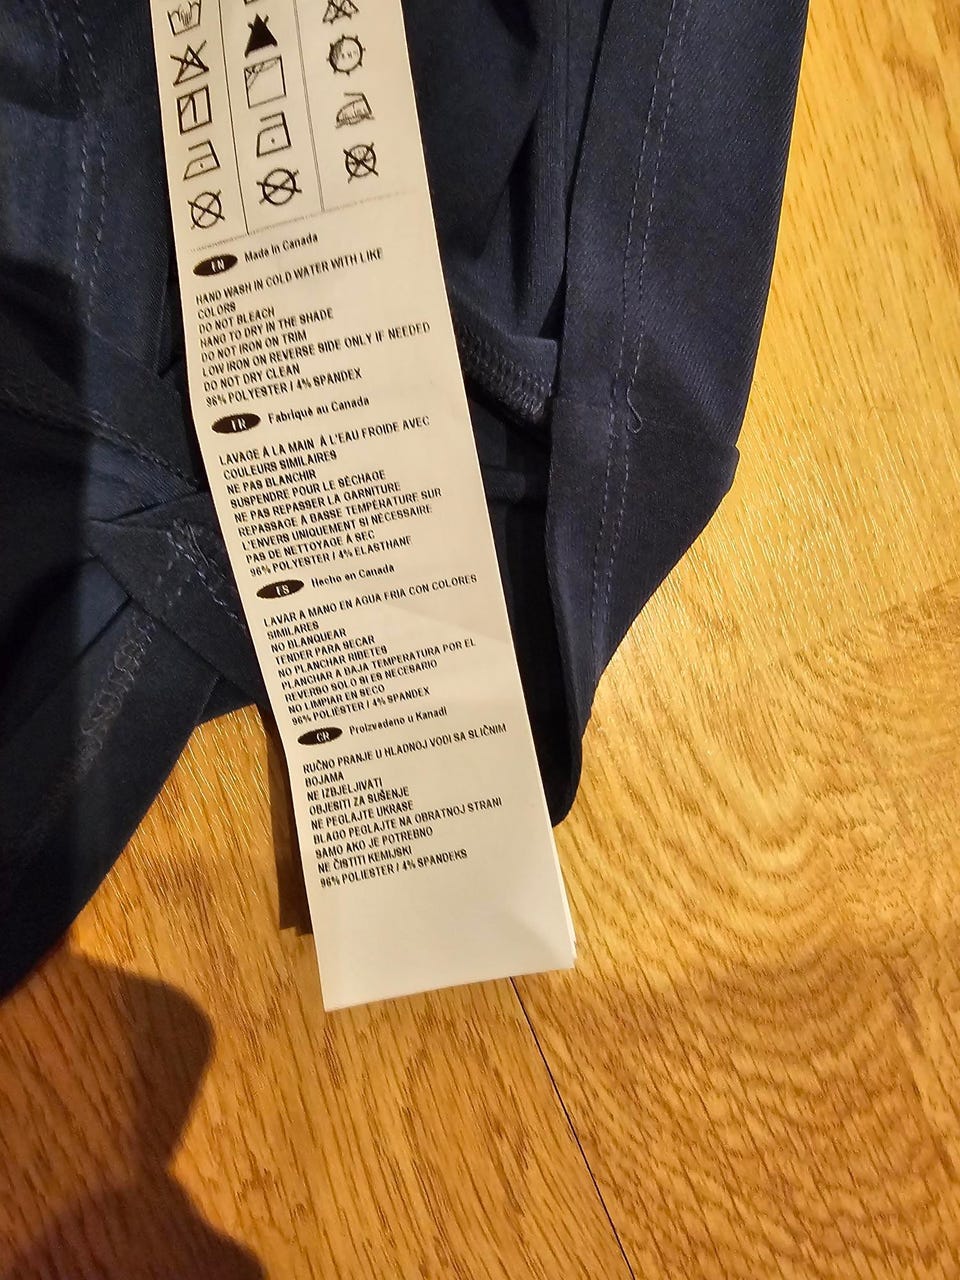 EN Made in Canada
HAND WASH IN COLD WATER WITH LIKE
COLORS
DO NOT BLEACH
HAND TO DRY IN THE SHADE
DO NOT IRON ON TRIM
LOW IRON ON REVERSE SIDE ONLY IF NEEDED
DO NOT DRY CLEAN
96% POLYESTER / 4% SPANDEX
FR Fabriqué au Canada
LAVAGE À LA MAIN À L'EAU FROIDE AVEC
COULEURS SIMILAIRES
NE PAS BLANCHIR
SUSPENDRE POUR LE SÉCHAGE
NE PAS REPASSER LA GARNITURE
REPASSAGE A BASSE TEMPÉRATURE SUR
L'ENVERS UNIQUEMENT SI NÉCESSAIRE
PAS DE NETTOYAGE À SEC
96% POLYESTER / 4% ELASTHANE
ES Hecho en Canada
LAVAR A MANO EN AGUA FRIA CON COLORES
SIMILARES
NO BLANQUEAR
TENDER PARA SECAR
NO PLANCHAR RIBETES
PLANCHAR A BAJA TEMPERATURA POR EL
REVERSO SOLO SI ES NECESARIO
NO LIMPIAR EN SECO
96% POLIÉSTER / 4% SPANDEX
CR Proizvedeno u Kanadi
RUČNO PRANJE U HLADNOJ VODI SA SLIČNIM
BOJAMA
NE IZBJELJIVATI
OBJESITI ZA SUŠENJE
NE PEGLAJTE UKRASE
BLAGO PEGLAJTE NA OBRATNOJ STRANI
SAMO AKO JE POTREBNO
NE ČISTITI KEMIJSKI
96% POLIESTER / 4% SPANDEKS